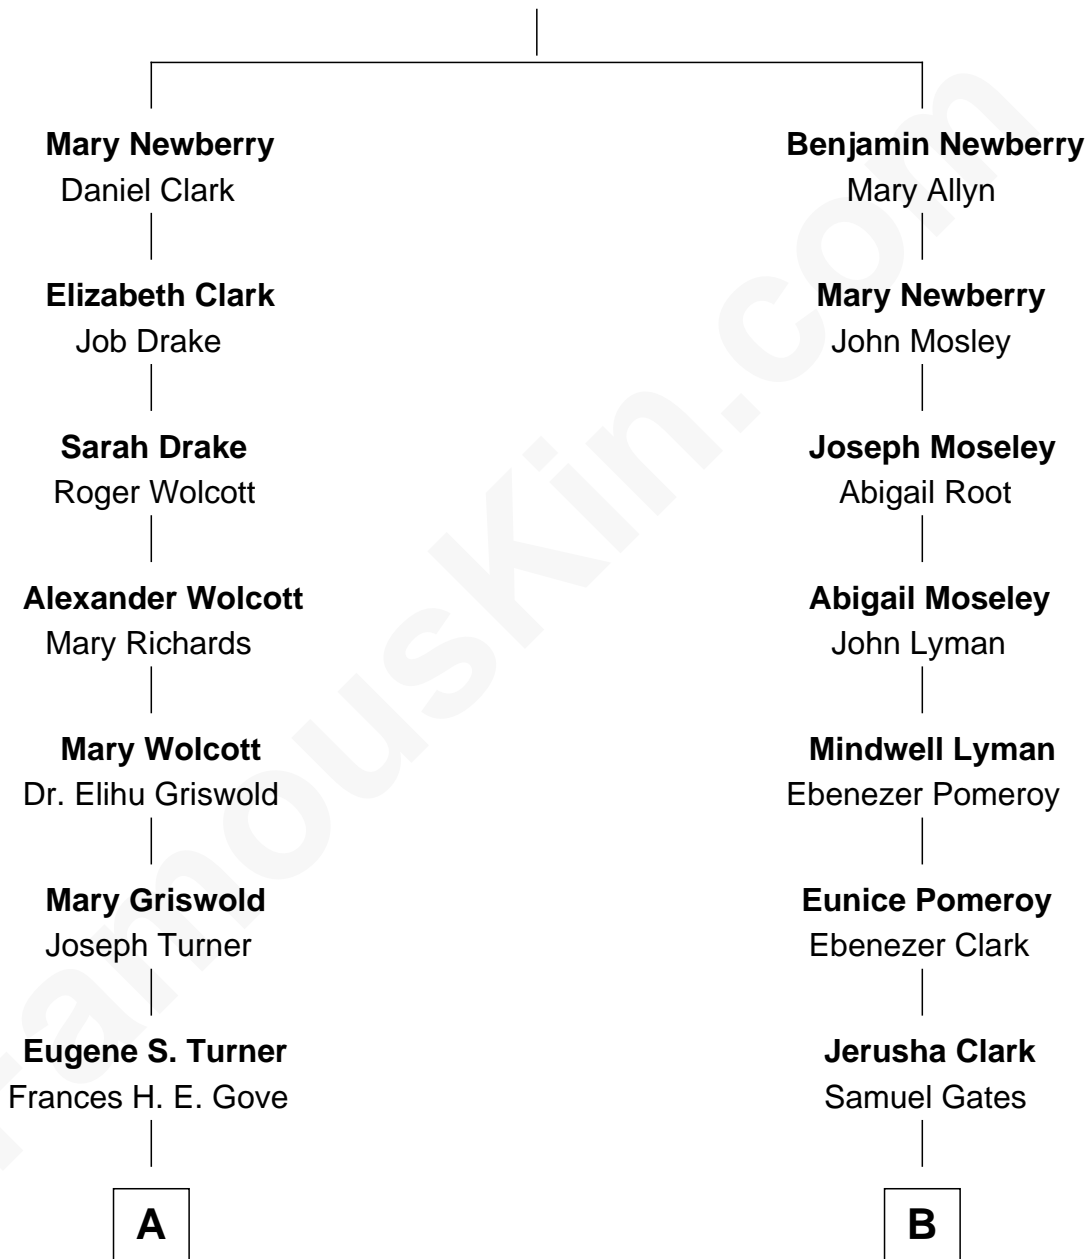 Mary Newberry
Daniel Clark
Elizabeth Clark
Job Drake
Sarah Drake
Roger Wolcott
Alexander Wolcott
Mary Richards
Mary Wolcott
Dr. Elihu Griswold
Mary Griswold
Joseph Turner
Eugene S. Turner
Frances H. E. Gove
A
Benjamin Newberry
Mary Allyn
Mary Newberry
John Mosley
Joseph Moseley
Abigail Root
Abigail Moseley
John Lyman
Mindwell Lyman
Ebenezer Pomeroy
Eunice Pomeroy
Ebenezer Clark
Jerusha Clark
Samuel Gates
B
FamousKin.com